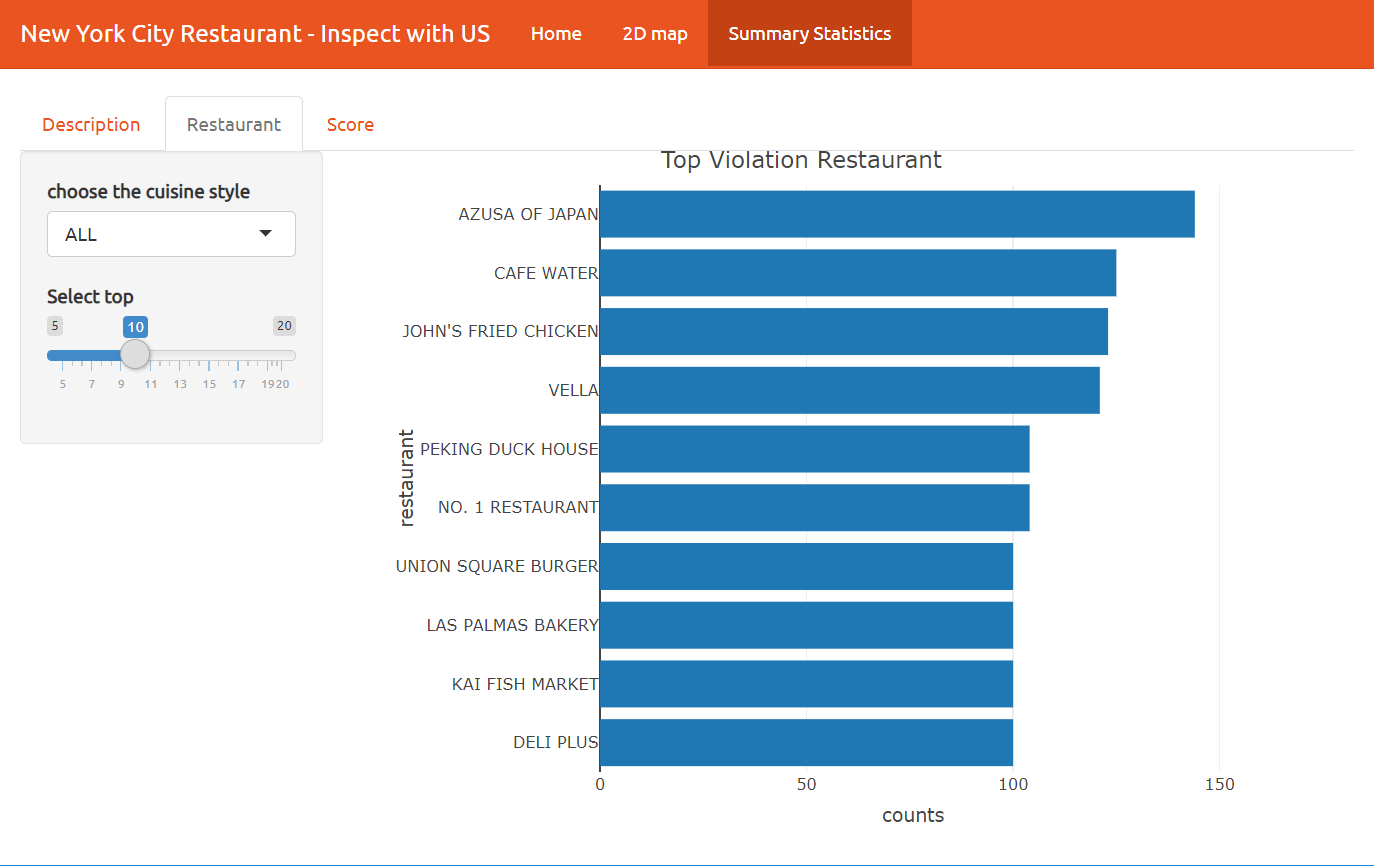 New York City Restaurant - Inspect with US Home 2D map Summary Statistics
Description Restaurant Score
choose the cuisine style
ALL
Select top
5 10 20
5 7 9 11 13 15 17 19 20
Top Violation Restaurant
restaurant
AZUSA OF JAPAN
CAFE WATER
JOHN'S FRIED CHICKEN
VELLA
PEKING DUCK HOUSE
NO. 1 RESTAURANT
UNION SQUARE BURGER
LAS PALMAS BAKERY
KAI FISH MARKET
DELI PLUS
0 50 100 150
counts